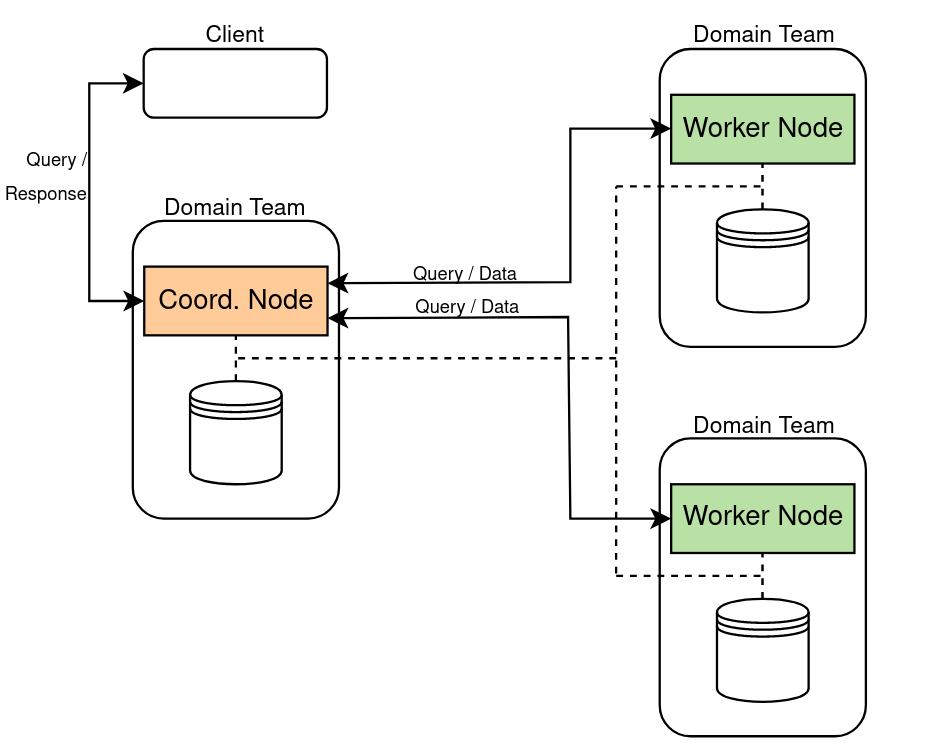 Client
Domain Team
Worker Node
Query /
Response
Domain Team
Coord. Node
Query / Data
Query / Data
Domain Team
Worker Node